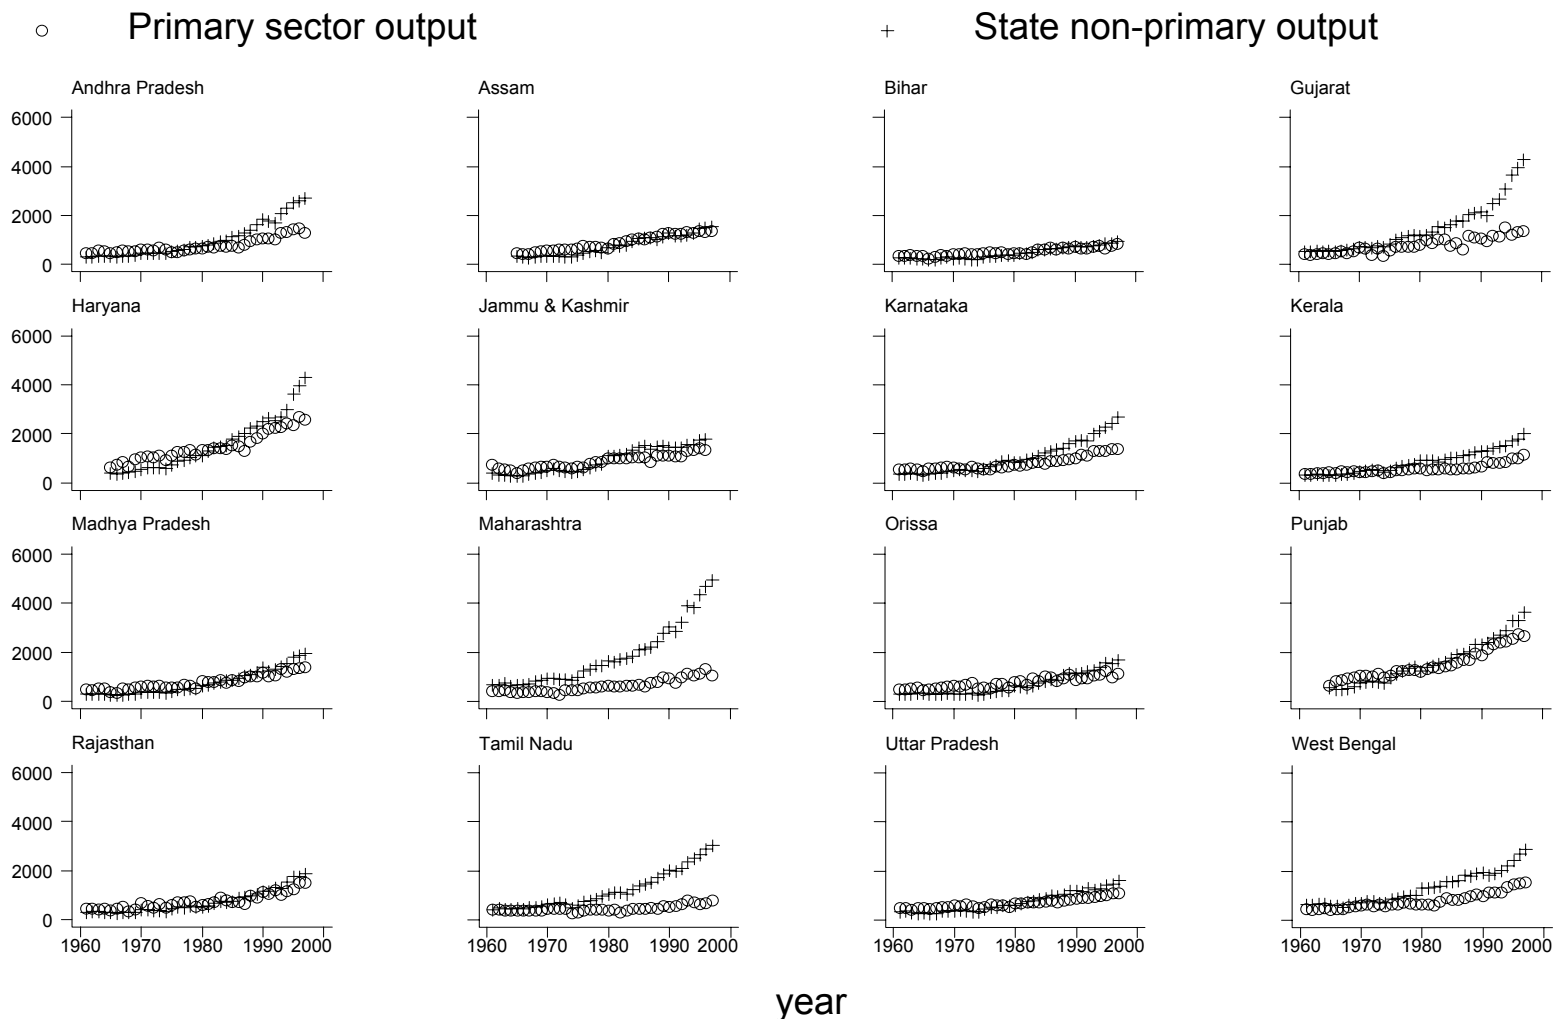 Primary sector output State non-primary output
Andhra Pradesh Assam Bihar Gujarat
6000
4000
2000
0
Haryana Jammu & Kashmir Karnataka Kerala
6000
4000
2000
0
Madhya Pradesh Maharashtra Orissa Punjab
6000
4000
2000
0
Rajasthan Tamil Nadu Uttar Pradesh West Bengal
6000
4000
2000
0
1960 1970 1980 1990 2000 1960 1970 1980 1990 2000 1960 1970 1980 1990 2000 1960 1970 1980 1990 2000
year